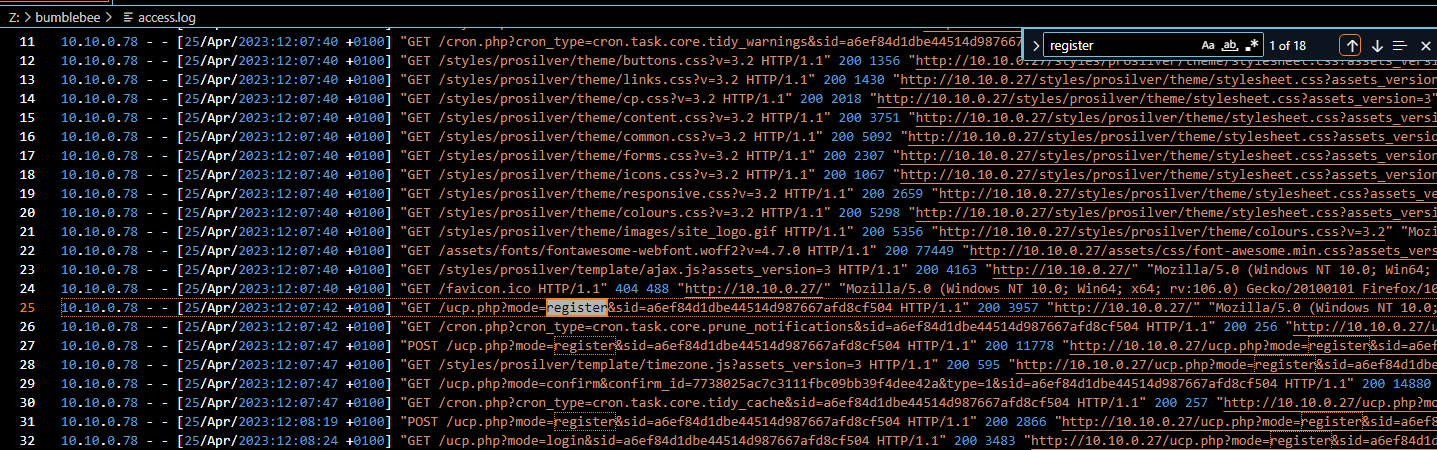 Z: > bumblebee > access.log
register Aa ab .* 1 of 18
11 10.10.0.78 - - [25/Apr/2023:12:07:40 +0100] "GET /cron.php?cron_type=cron.task.core.tidy_warnings&sid=a6ef84d1dbe44514d987667
12 10.10.0.78 - - [25/Apr/2023:12:07:40 +0100] "GET /styles/prosilver/theme/buttons.css?v=3.2 HTTP/1.1" 200 1356 "http://10.10.0.27/styles/prosilver/theme/stylesheet.css?assets_versio
13 10.10.0.78 - - [25/Apr/2023:12:07:40 +0100] "GET /styles/prosilver/theme/links.css?v=3.2 HTTP/1.1" 200 1430 "http://10.10.0.27/styles/prosilver/theme/stylesheet.css?assets_version=
14 10.10.0.78 - - [25/Apr/2023:12:07:40 +0100] "GET /styles/prosilver/theme/cp.css?v=3.2 HTTP/1.1" 200 2018 "http://10.10.0.27/styles/prosilver/theme/stylesheet.css?assets_version=3"
15 10.10.0.78 - - [25/Apr/2023:12:07:40 +0100] "GET /styles/prosilver/theme/content.css?v=3.2 HTTP/1.1" 200 3751 "http://10.10.0.27/styles/prosilver/theme/stylesheet.css?assets_versio
16 10.10.0.78 - - [25/Apr/2023:12:07:40 +0100] "GET /styles/prosilver/theme/common.css?v=3.2 HTTP/1.1" 200 5092 "http://10.10.0.27/styles/prosilver/theme/stylesheet.css?assets_version
17 10.10.0.78 - - [25/Apr/2023:12:07:40 +0100] "GET /styles/prosilver/theme/forms.css?v=3.2 HTTP/1.1" 200 2307 "http://10.10.0.27/styles/prosilver/theme/stylesheet.css?assets_version=
18 10.10.0.78 - - [25/Apr/2023:12:07:40 +0100] "GET /styles/prosilver/theme/icons.css?v=3.2 HTTP/1.1" 200 1067 "http://10.10.0.27/styles/prosilver/theme/stylesheet.css?assets_version=
19 10.10.0.78 - - [25/Apr/2023:12:07:40 +0100] "GET /styles/prosilver/theme/responsive.css?v=3.2 HTTP/1.1" 200 2659 "http://10.10.0.27/styles/prosilver/theme/stylesheet.css?assets_ver
20 10.10.0.78 - - [25/Apr/2023:12:07:40 +0100] "GET /styles/prosilver/theme/colours.css?v=3.2 HTTP/1.1" 200 5298 "http://10.10.0.27/styles/prosilver/theme/stylesheet.css?assets_versio
21 10.10.0.78 - - [25/Apr/2023:12:07:40 +0100] "GET /styles/prosilver/theme/images/site_logo.gif HTTP/1.1" 200 5356 "http://10.10.0.27/styles/prosilver/theme/colours.css?v=3.2" "Moz
22 10.10.0.78 - - [25/Apr/2023:12:07:40 +0100] "GET /assets/fonts/fontawesome-webfont.woff2?v=4.7.0 HTTP/1.1" 200 77449 "http://10.10.0.27/assets/css/font-awesome.min.css?assets_vers
23 10.10.0.78 - - [25/Apr/2023:12:07:40 +0100] "GET /styles/prosilver/template/ajax.js?assets_version=3 HTTP/1.1" 200 4163 "http://10.10.0.27/" "Mozilla/5.0 (Windows NT 10.0; Win64;
24 10.10.0.78 - - [25/Apr/2023:12:07:40 +0100] "GET /favicon.ico HTTP/1.1" 404 488 "http://10.10.0.27/" "Mozilla/5.0 (Windows NT 10.0; Win64; x64; rv:106.0) Gecko/20100101 Firefox/10
25 10.10.0.78 - - [25/Apr/2023:12:07:42 +0100] "GET /ucp.php?mode=register&sid=a6ef84d1dbe44514d987667afd8cf504 HTTP/1.1" 200 3957 "http://10.10.0.27/" "Mozilla/5.0 (Windows NT 10.0;
26 10.10.0.78 - - [25/Apr/2023:12:07:42 +0100] "GET /cron.php?cron_type=cron.task.core.prune_notifications&sid=a6ef84d1dbe44514d987667afd8cf504 HTTP/1.1" 200 256 "http://10.10.0.27/u
27 10.10.0.78 - - [25/Apr/2023:12:07:47 +0100] "POST /ucp.php?mode=register&sid=a6ef84d1dbe44514d987667afd8cf504 HTTP/1.1" 200 11778 "http://10.10.0.27/ucp.php?mode=register&sid=a6e
28 10.10.0.78 - - [25/Apr/2023:12:07:47 +0100] "GET /styles/prosilver/template/timezone.js?assets_version=3 HTTP/1.1" 200 595 "http://10.10.0.27/ucp.php?mode=register&sid=a6ef84d1db
29 10.10.0.78 - - [25/Apr/2023:12:07:47 +0100] "GET /ucp.php?mode=confirm&confirm_id=7738025ac7c3111fbc09bb39f4dee42a&type=1&sid=a6ef84d1dbe44514d987667afd8cf504 HTTP/1.1" 200 14880
30 10.10.0.78 - - [25/Apr/2023:12:07:47 +0100] "GET /cron.php?cron_type=cron.task.core.tidy_cache&sid=a6ef84d1dbe44514d987667afd8cf504 HTTP/1.1" 200 257 "http://10.10.0.27/ucp.php?mo
31 10.10.0.78 - - [25/Apr/2023:12:08:19 +0100] "POST /ucp.php?mode=register&sid=a6ef84d1dbe44514d987667afd8cf504 HTTP/1.1" 200 2866 "http://10.10.0.27/ucp.php?mode=register&sid=a6ef
32 10.10.0.78 - - [25/Apr/2023:12:08:24 +0100] "GET /ucp.php?mode=login&sid=a6ef84d1dbe44514d987667afd8cf504 HTTP/1.1" 200 3483 "http://10.10.0.27/ucp.php?mode=register&sid=a6ef84d1d